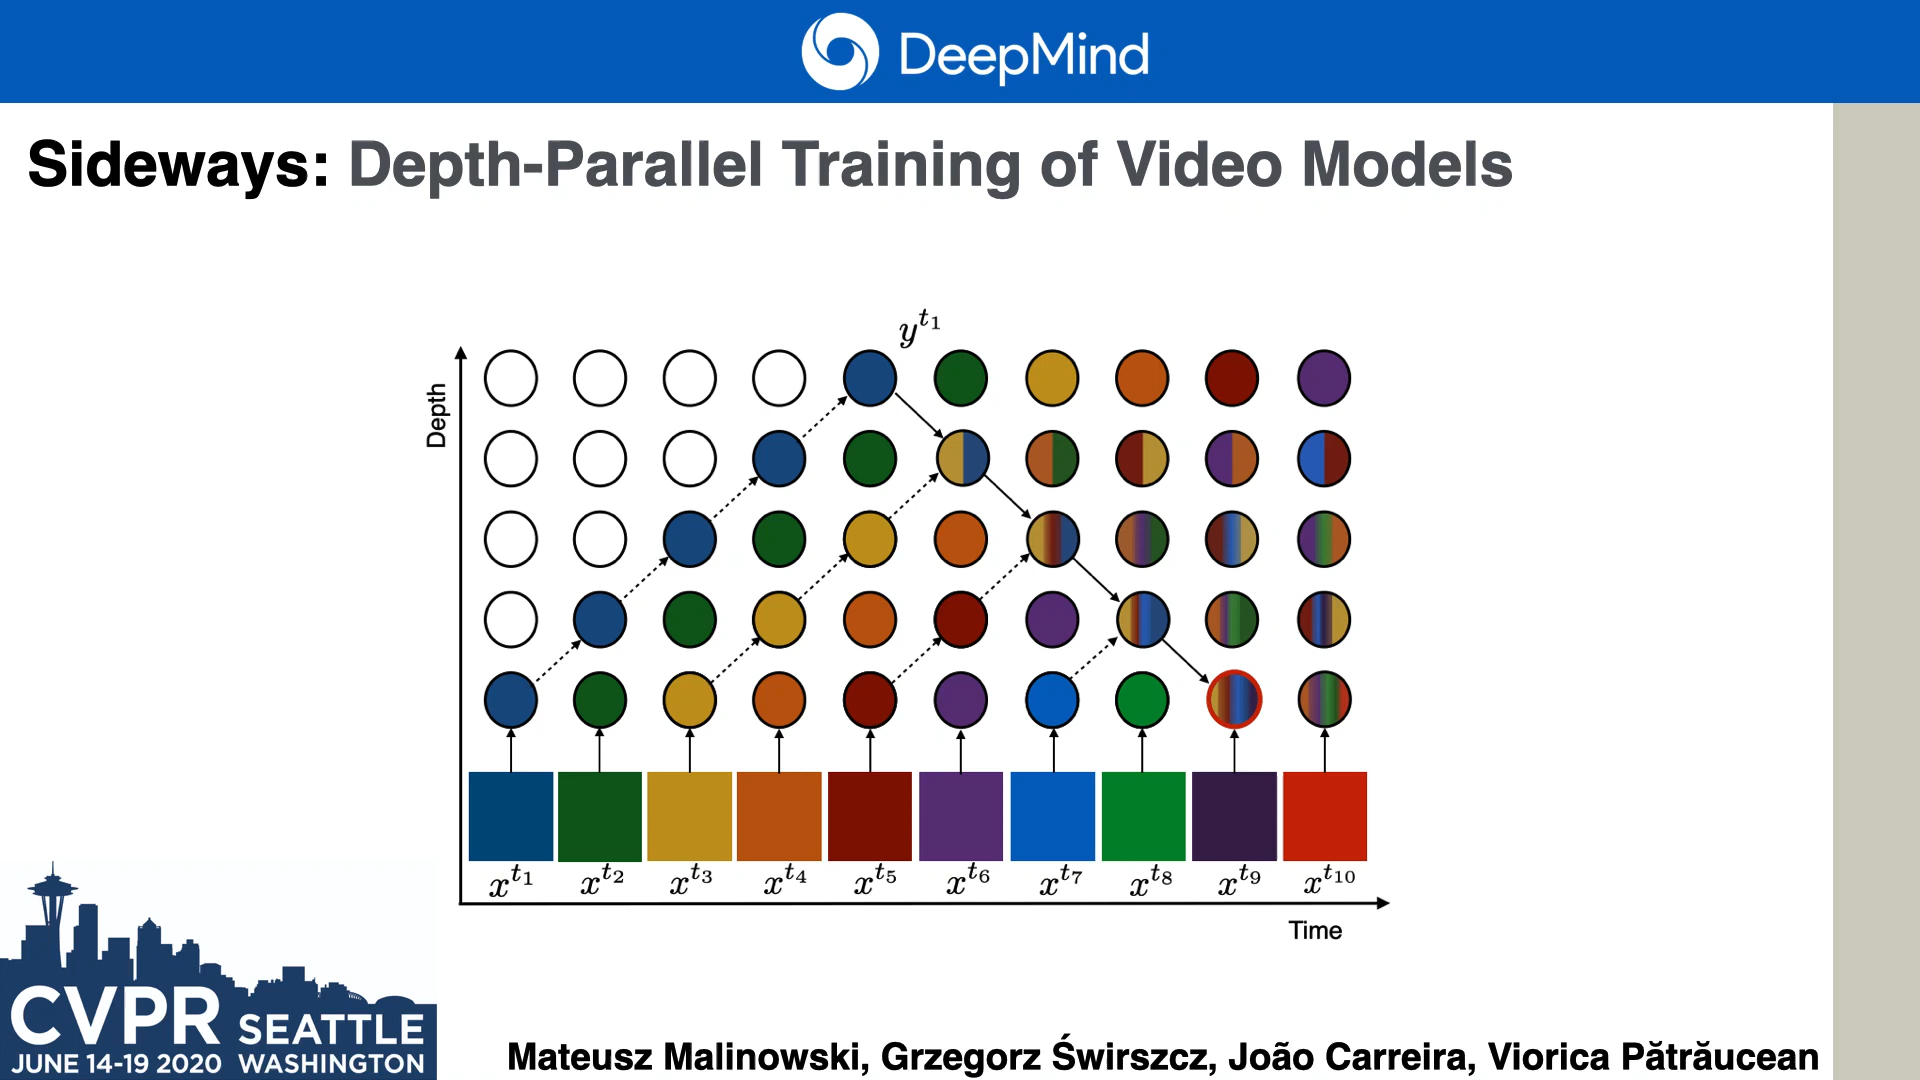 DeepMind
Sideways: Depth-Parallel Training of Video Models
y^{t_1}
Depth
x^{t_1} x^{t_2} x^{t_3} x^{t_4} x^{t_5} x^{t_6} x^{t_7} x^{t_8} x^{t_9} x^{t_{10}}
Time
CVPR SEATTLE
JUNE 14-19 2020 WASHINGTON
Mateusz Malinowski, Grzegorz Świrszcz, João Carreira, Viorica Pătrăucean